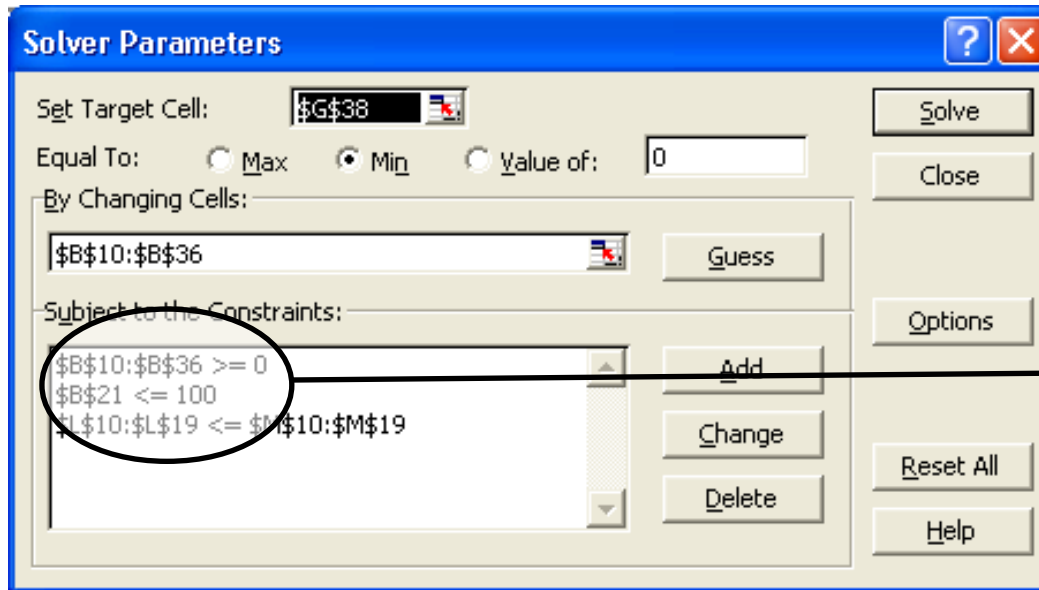 Solver Parameters
Set Target Cell: $G$38 Solve
Equal To: Max Min Value of: 0
Close
By Changing Cells:
$B$10:$B$36 Guess
Subject to the Constraints: Options
$B$10:$B$36 >= 0 Add
$B$21 <= 100
$L$10:$L$19 <= $M$10:$M$19 Change
Reset All
Delete
Help